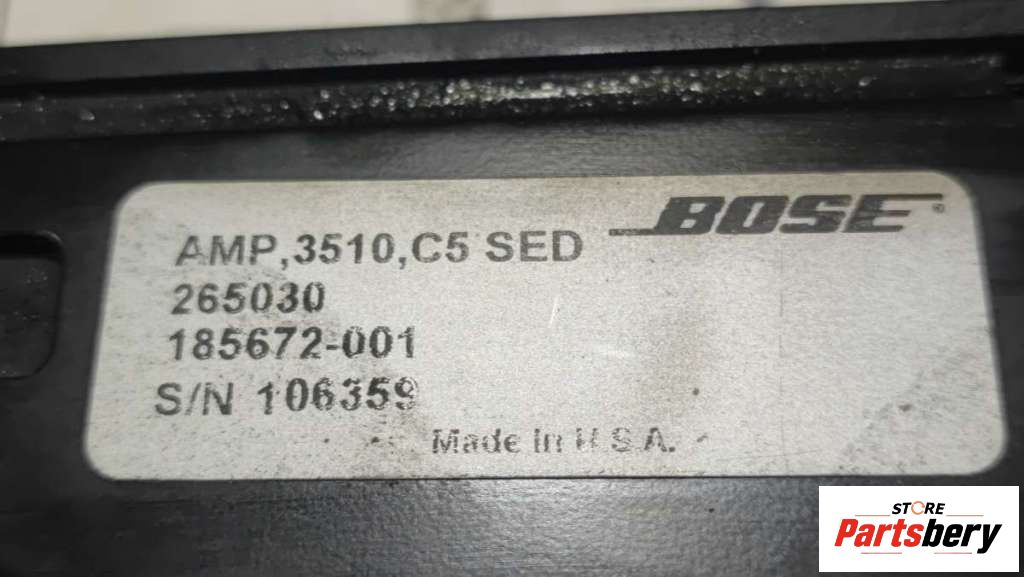 BOSE®
AMP,3510,C5 SED
265030
185672-001
S/N 106359
Made in U.S.A.
STORE
Partsbery